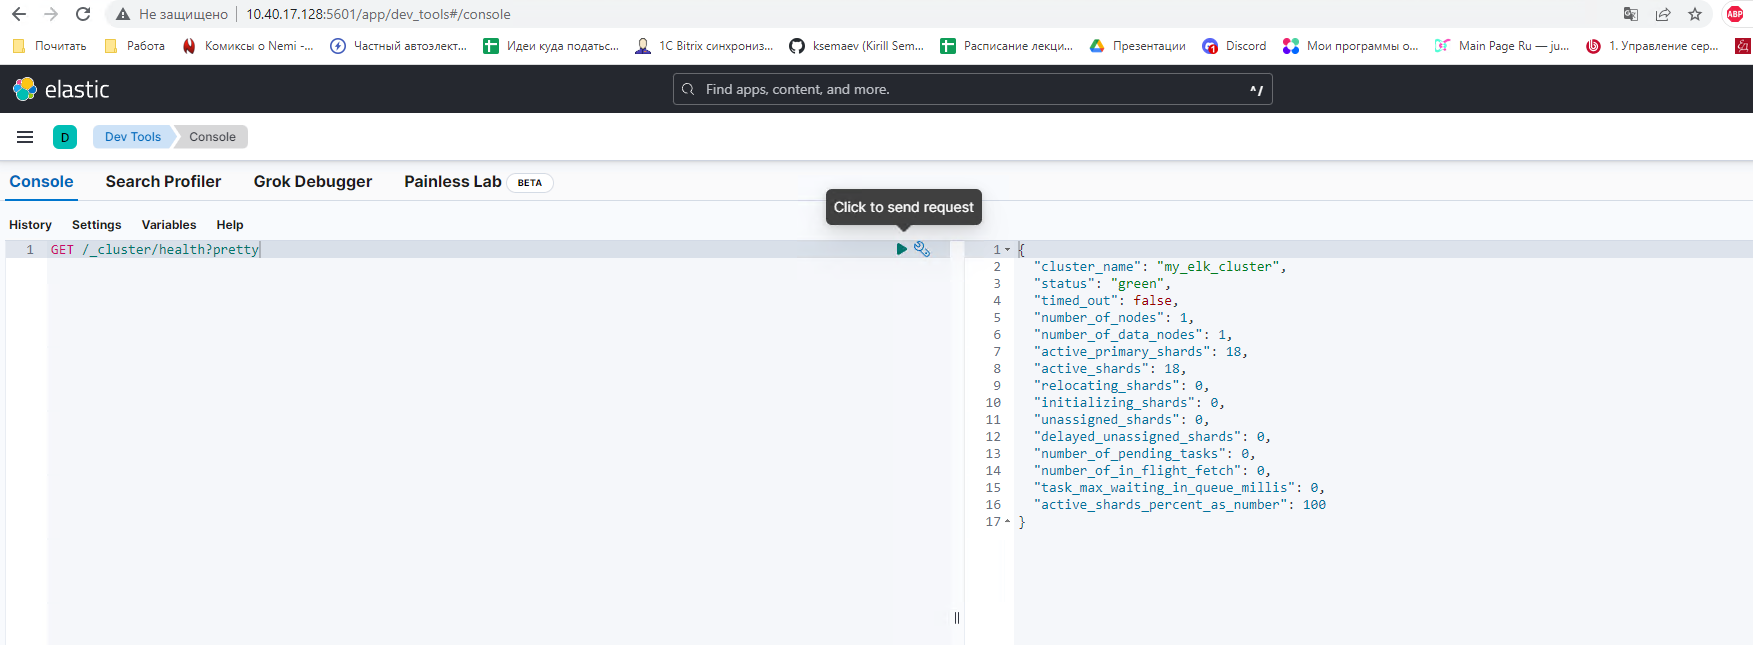 Не защищено 10.40.17.128:5601/app/dev_tools#/console
ABP
Почитать Работа Комиксы о Nemi -... Частный автоэлект... Идеи куда податьс... 1C Bitrix синхрониз... ksemaev (Kirill Sem... Расписание лекци... Презентации Discord Мои программы о... Main Page Ru — ju... 1. Управление сер...
elastic Find apps, content, and more. ^/
D Dev Tools Console
Console Search Profiler Grok Debugger Painless Lab BETA
Click to send request
History Settings Variables Help
1 GET /_cluster/health?pretty
1 {
2 "cluster_name": "my_elk_cluster",
3 "status": "green",
4 "timed_out": false,
5 "number_of_nodes": 1,
6 "number_of_data_nodes": 1,
7 "active_primary_shards": 18,
8 "active_shards": 18,
9 "relocating_shards": 0,
10 "initializing_shards": 0,
11 "unassigned_shards": 0,
12 "delayed_unassigned_shards": 0,
13 "number_of_pending_tasks": 0,
14 "number_of_in_flight_fetch": 0,
15 "task_max_waiting_in_queue_millis": 0,
16 "active_shards_percent_as_number": 100
17 }